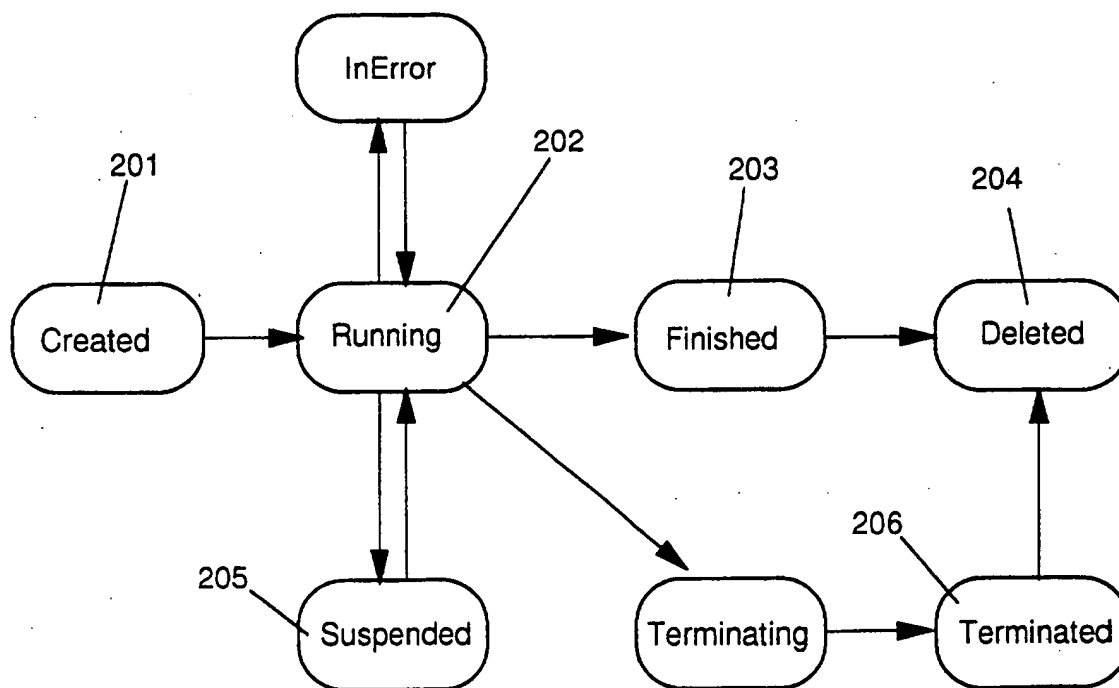 InError
201
202
203
204
Created
Running
Finished
Deleted
205
206
Suspended
Terminating
Terminated